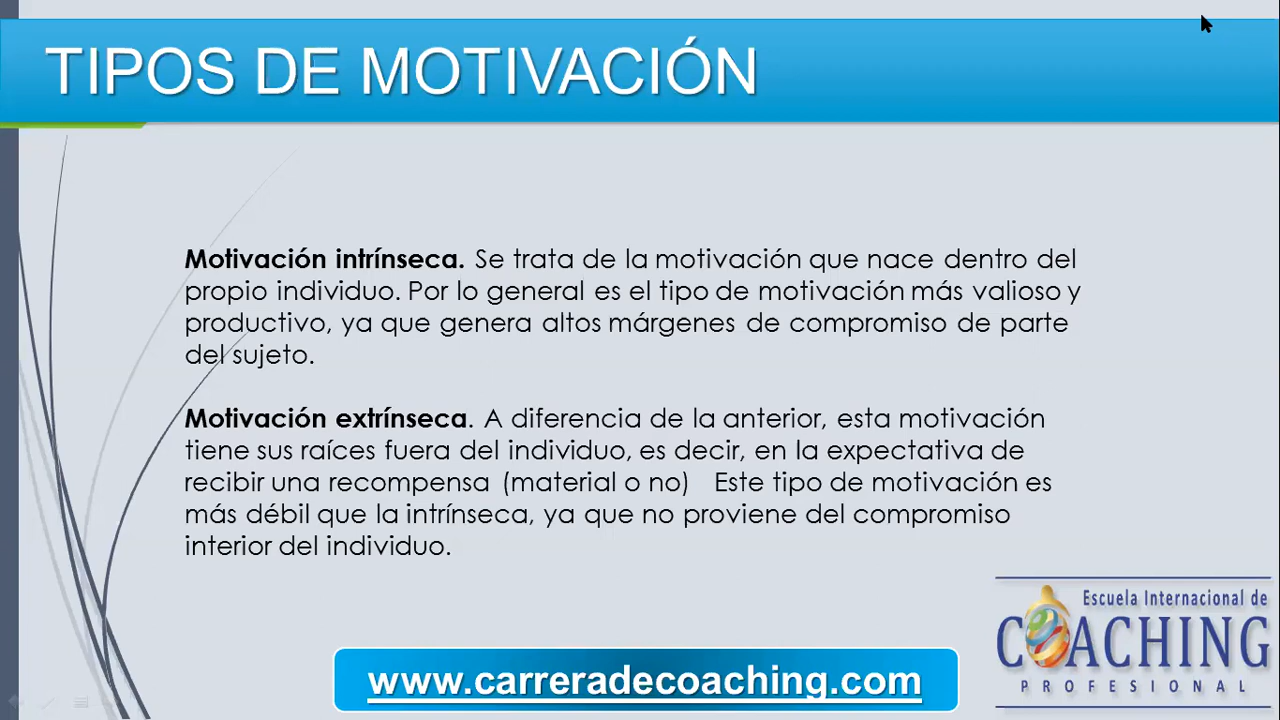 TIPOS DE MOTIVACIÓN
Motivación intrínseca. Se trata de la motivación que nace dentro del
propio individuo. Por lo general es el tipo de motivación más valioso y
productivo, ya que genera altos márgenes de compromiso de parte
del sujeto.
Motivación extrínseca. A diferencia de la anterior, esta motivación
tiene sus raíces fuera del individuo, es decir, en la expectativa de
recibir una recompensa (material o no) Este tipo de motivación es
más débil que la intrínseca, ya que no proviene del compromiso
interior del individuo.
Escuela Internacional de
COACHING
PROFESIONAL
www.carreradecoaching.com